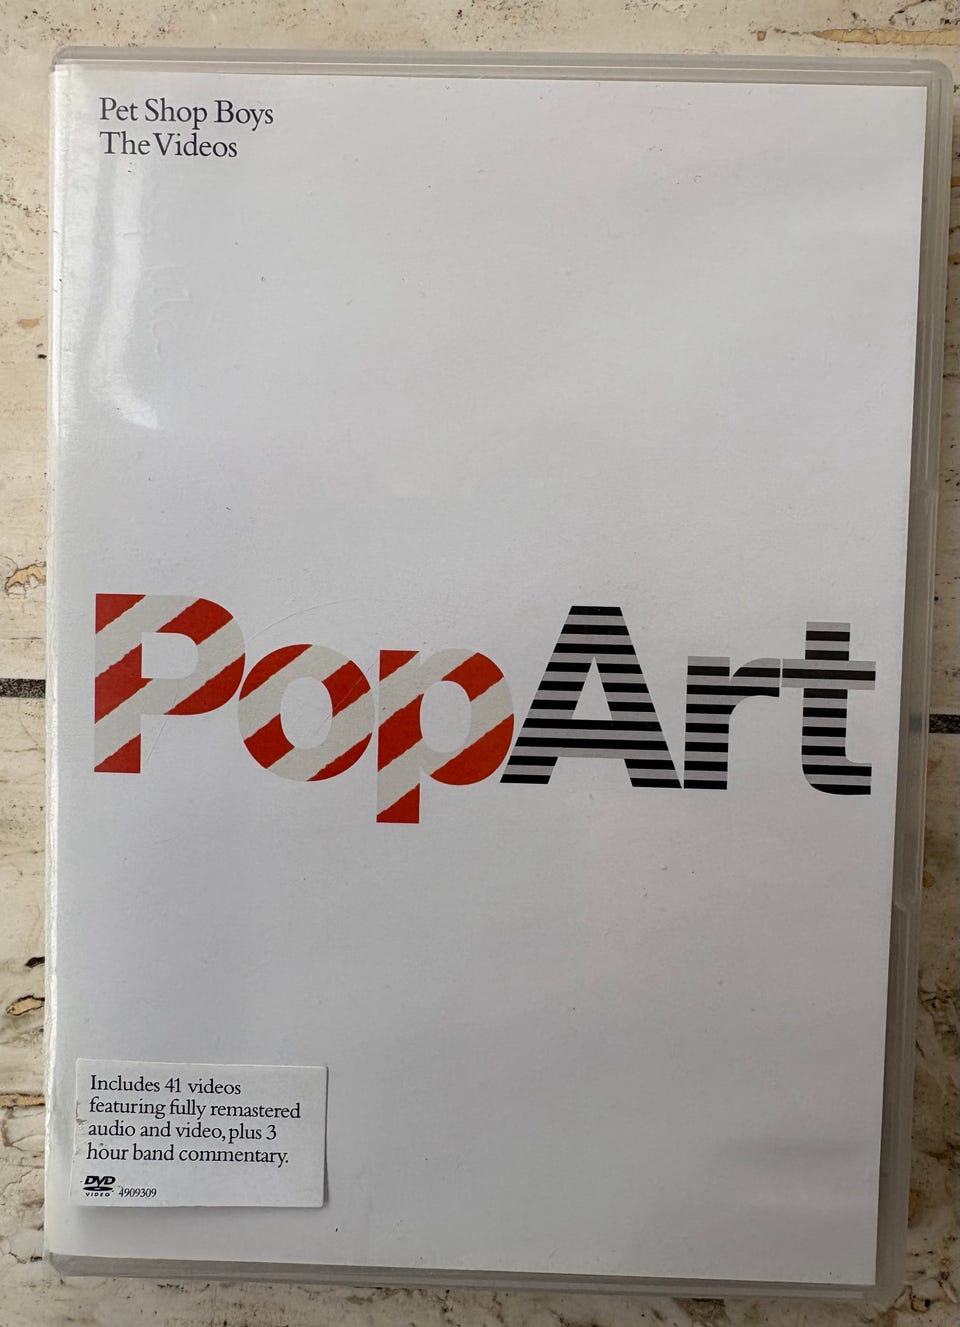 Pet Shop Boys
The Videos
PopArt
Includes 41 videos
featuring fully remastered
audio and video, plus 3
hour band commentary.
DVD
VIDEO 4909309